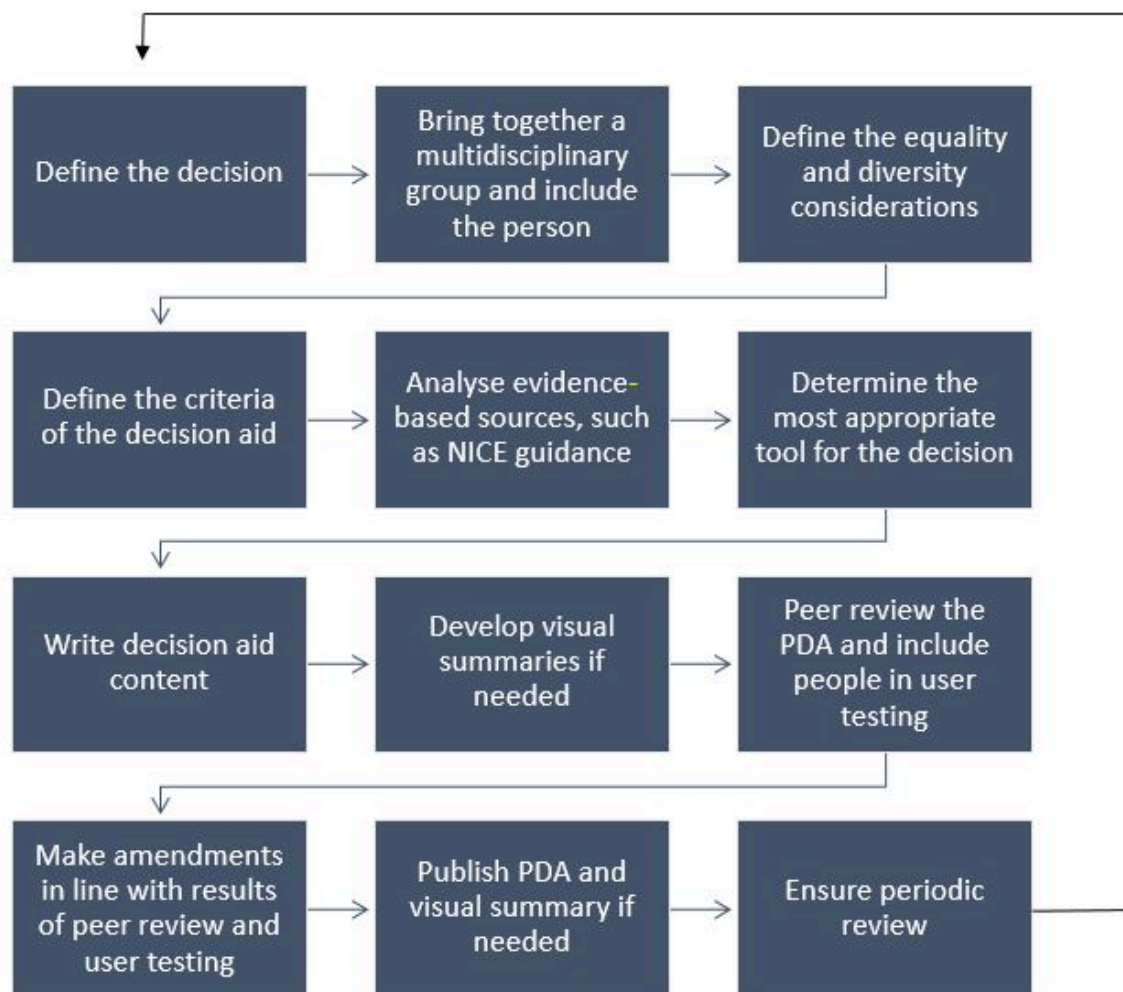 Define the decision
Bring together a
multidisciplinary
group and include
the person
Define the equality
and diversity
considerations
Define the criteria
of the decision aid
Analyse evidence-
based sources, such
as NICE guidance
Determine the
most appropriate
tool for the decision
Write decision aid
content
Develop visual
summaries if
needed
Peer review the
PDA and include
people in user
testing
Make amendments
in line with results
of peer review and
user testing
Publish PDA and
visual summary if
needed
Ensure periodic
review